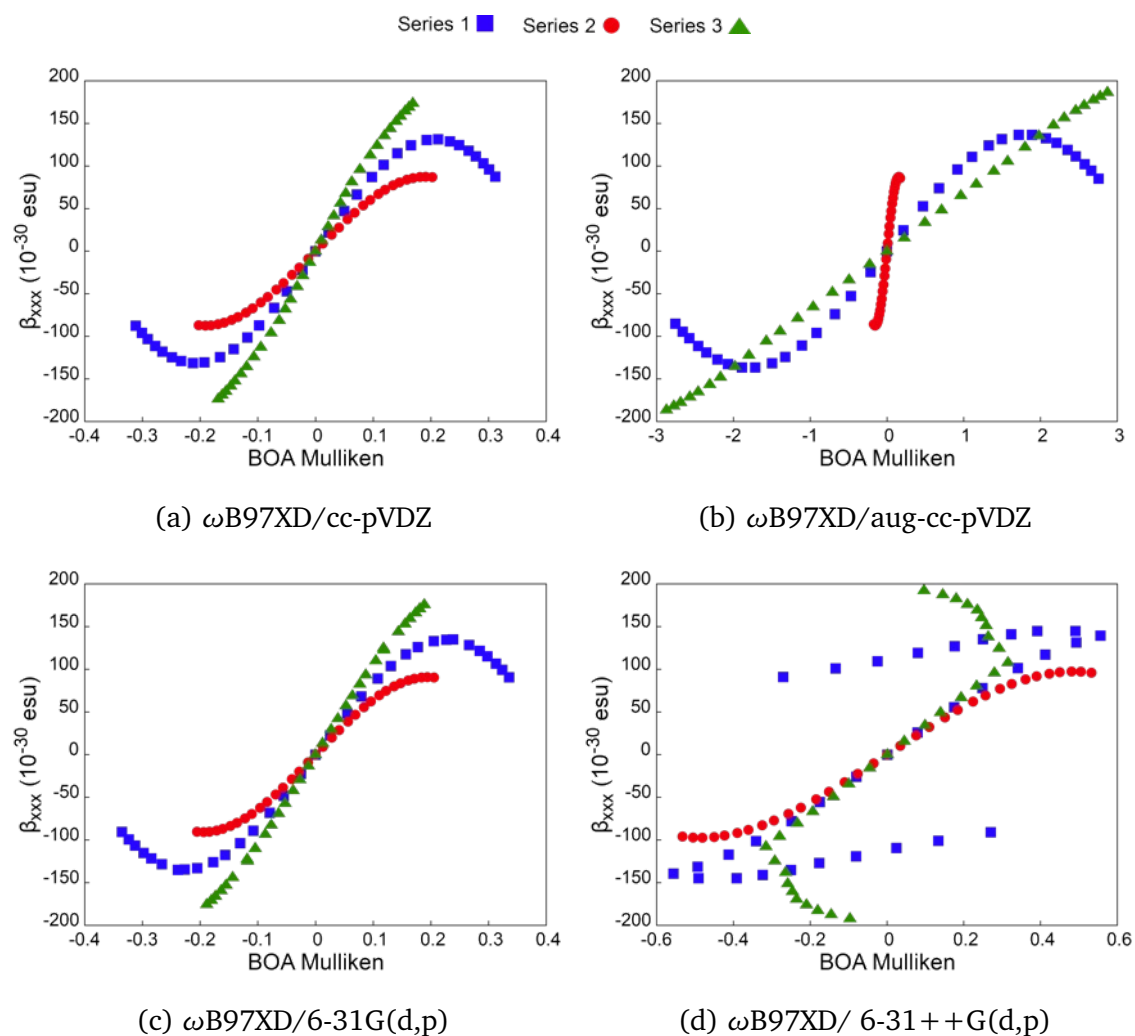 Series 1 Series 2 Series 3
200
150
100
50
0
-50
-100
-150
-200
βxxx (10-30 esu)
-0.4 -0.3 -0.2 -0.1 0 0.1 0.2 0.3 0.4
BOA Mulliken
(a) ωB97XD/cc-pVDZ
200
150
100
50
0
-50
-100
-150
-200
βxxx (10-30 esu)
-3 -2 -1 0 1 2 3
BOA Mulliken
(b) ωB97XD/aug-cc-pVDZ
200
150
100
50
0
-50
-100
-150
-200
βxxx (10-30 esu)
-0.4 -0.3 -0.2 -0.1 0 0.1 0.2 0.3 0.4
BOA Mulliken
(c) ωB97XD/6-31G(d,p)
200
150
100
50
0
-50
-100
-150
-200
βxxx (10-30 esu)
-0.6 -0.4 -0.2 0 0.2 0.4 0.6
BOA Mulliken
(d) ωB97XD/ 6-31++G(d,p)